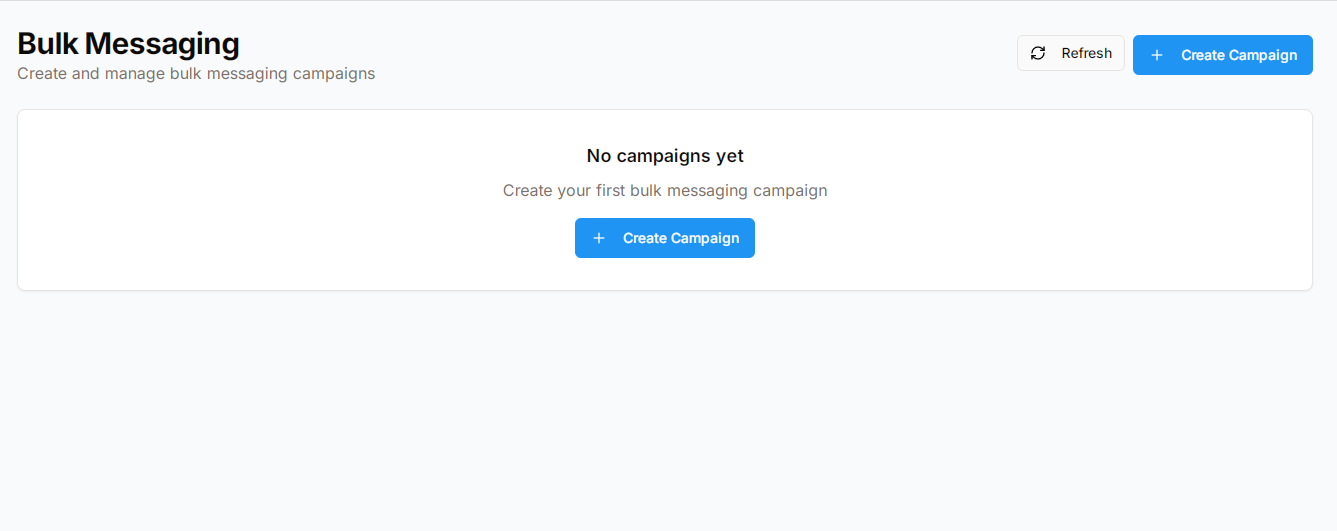 Bulk Messaging
Create and manage bulk messaging campaigns
Refresh
Create Campaign
No campaigns yet
Create your first bulk messaging campaign
Create Campaign